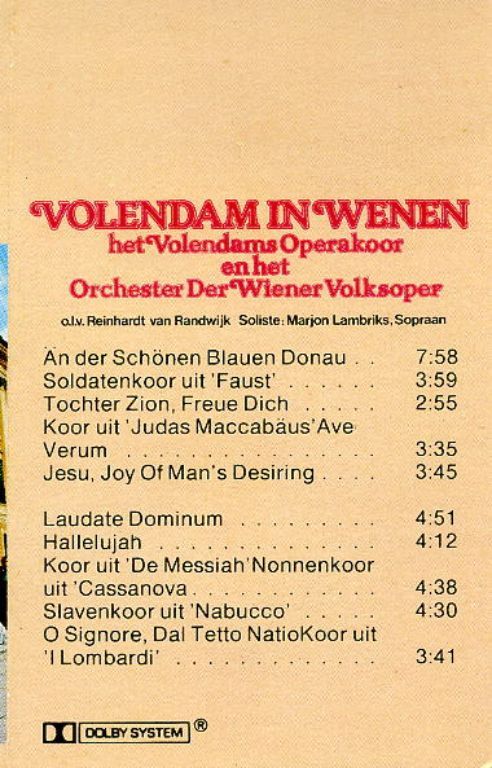 VOLENDAM IN WENEN
het Volendams Operakoor
en het
Orchester Der Wiener Volksoper
o.l.v. Reinhardt van Randwijk Soliste: Marjon Lambriks, Sopraan
An der Schönen Blauen Donau . . 7:58
Soldatenkoor uit 'Faust' . . . . . . 3:59
Tochter Zion, Freue Dich . . . . . 2:55
Koor uit 'Judas Maccabäus' Ave
Verum . . . . . . . . . . . . . . 3:35
Jesu, Joy Of Man's Desiring . . . . 3:45
Laudate Dominum . . . . . . . . . 4:51
Hallelujah . . . . . . . . . . . . . 4:12
Koor uit 'De Messiah' Nonnenkoor
uit 'Cassanova . . . . . . . . . . . 4:38
Slavenkoor uit 'Nabucco' . . . . . 4:30
O Signore, Dal Tetto NatioKoor uit
'I Lombardi' . . . . . . . . . . . . 3:41
DOLBY SYSTEM ®